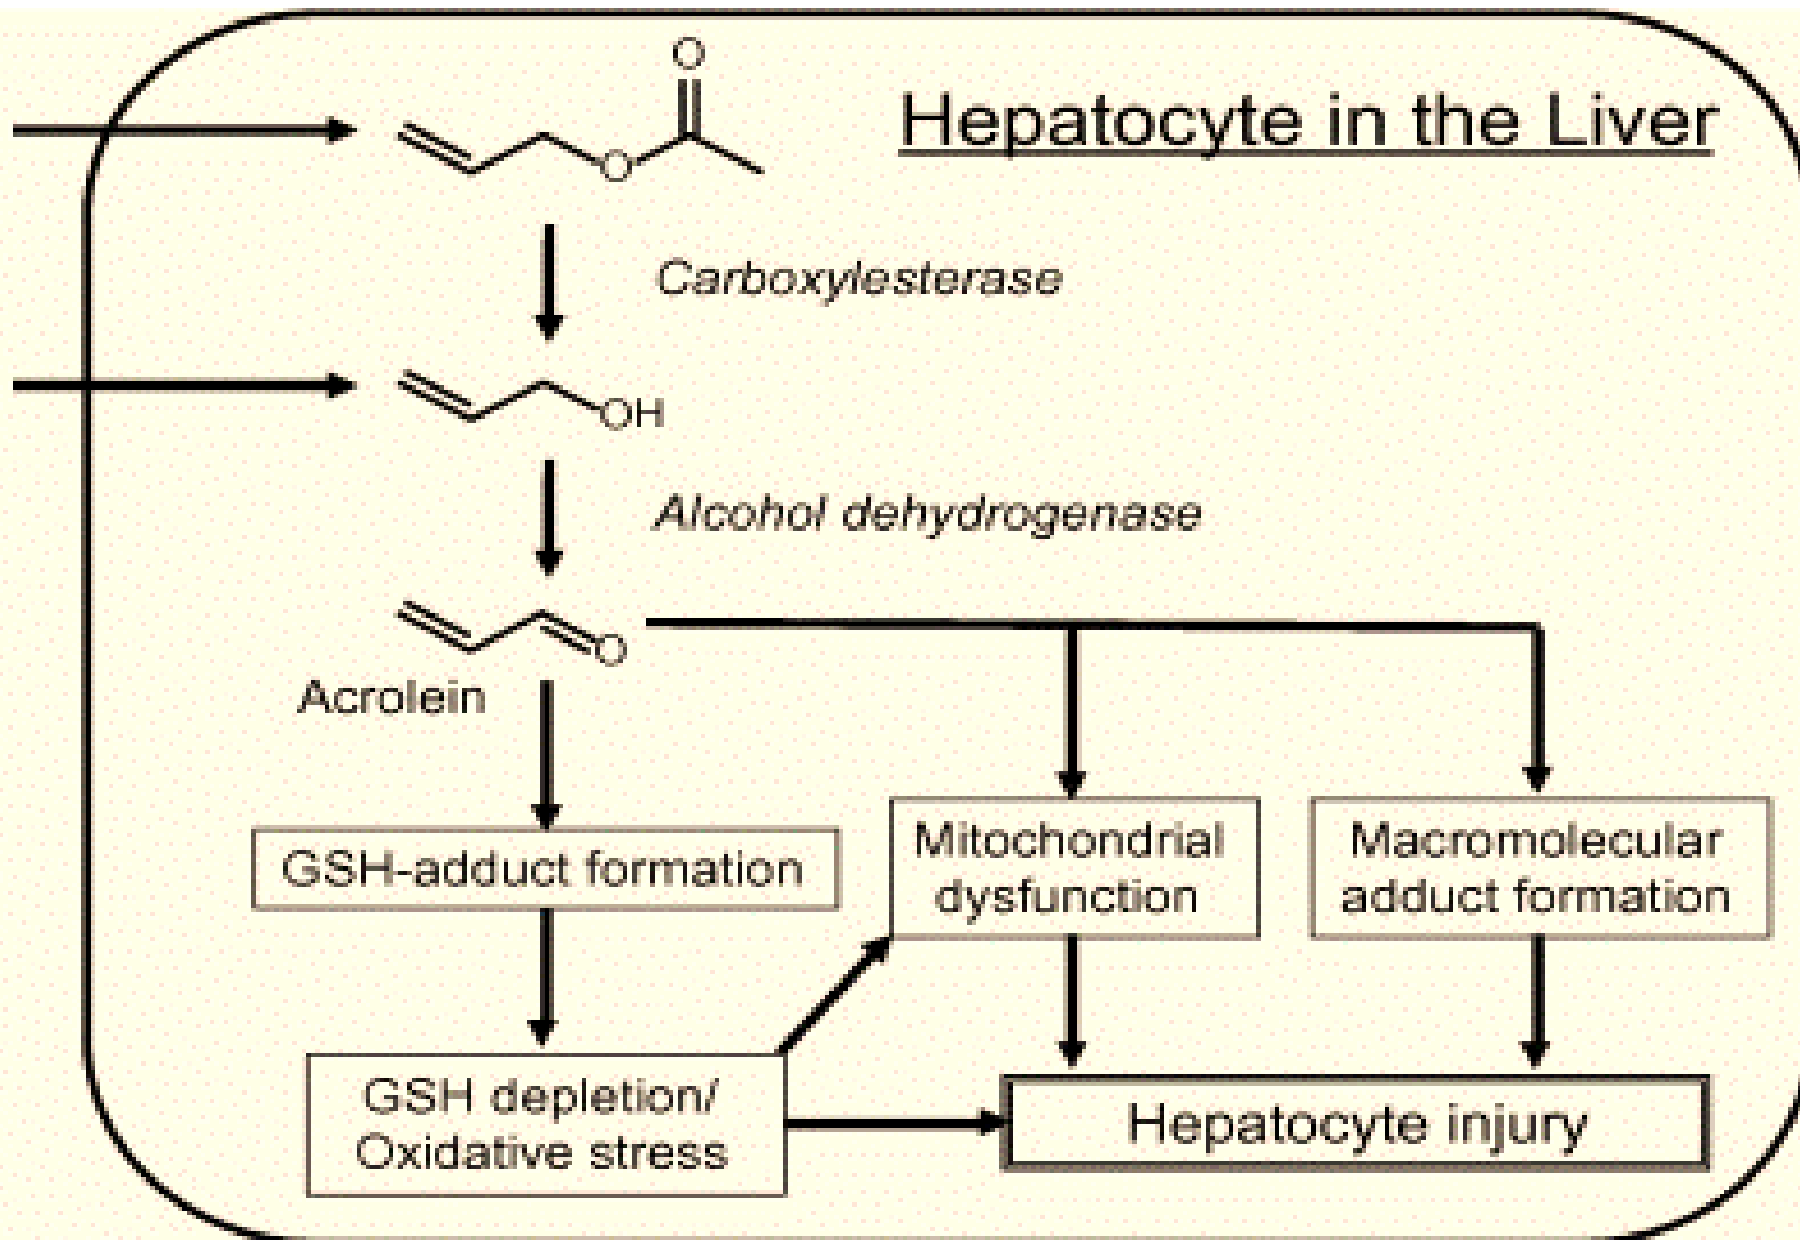 O
Hepatocyte in the Liver
O
Carboxylesterase
OH
Alcohol dehydrogenase
O
Acrolein
GSH-adduct formation
Mitochondrial
dysfunction
Macromolecular
adduct formation
GSH depletion/
Oxidative stress
Hepatocyte injury